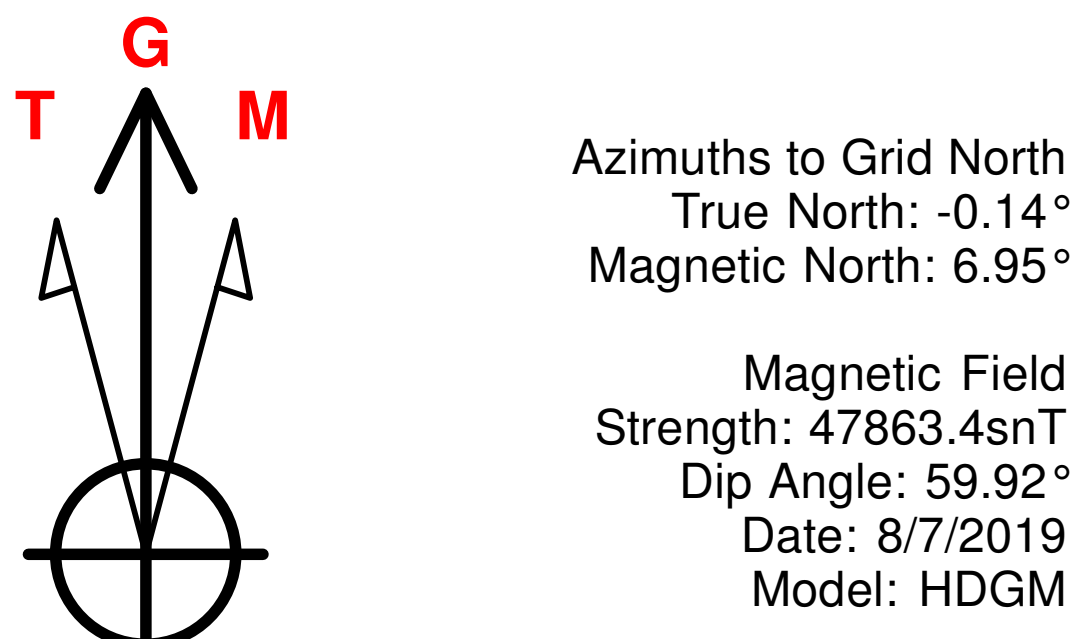 G
T M
Azimuths to Grid North
True North: -0.14°
Magnetic North: 6.95°
Magnetic Field
Strength: 47863.4snT
Dip Angle: 59.92°
Date: 8/7/2019
Model: HDGM